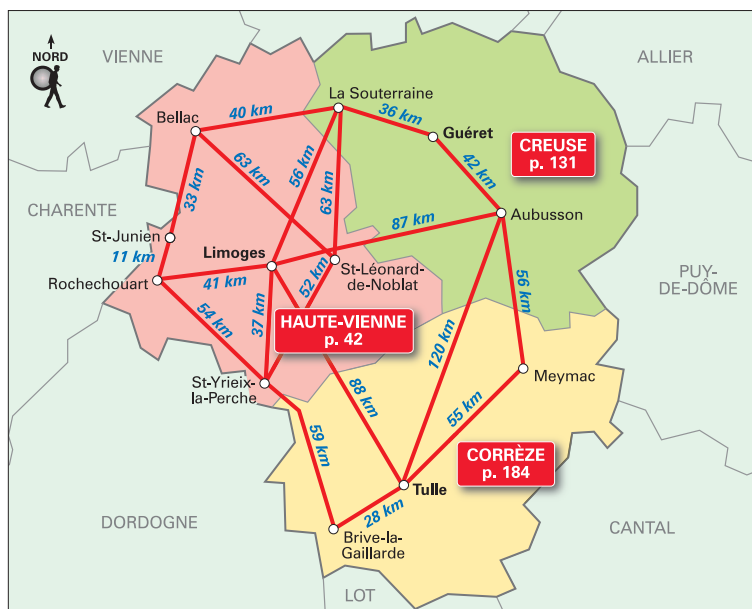 NORD
VIENNE
ALLIER
La Souterraine
40 km
36 km
Bellac
Guéret
CREUSE
p. 131
63 km
56 km
42 km
33 km
63 km
CHARENTE
87 km
Aubusson
St-Junien
11 km
Limoges
St-Léonard-
de-Noblat
PUY-
DE-DÔME
Rochechouart
41 km
52 km
56 km
54 km
37 km
HAUTE-VIENNE
p. 42
120 km
Meymac
St-Yrieix-
la-Perche
88 km
55 km
59 km
CORRÈZE
p. 184
Tulle
28 km
DORDOGNE
Brive-la-
Gaillarde
CANTAL
LOT